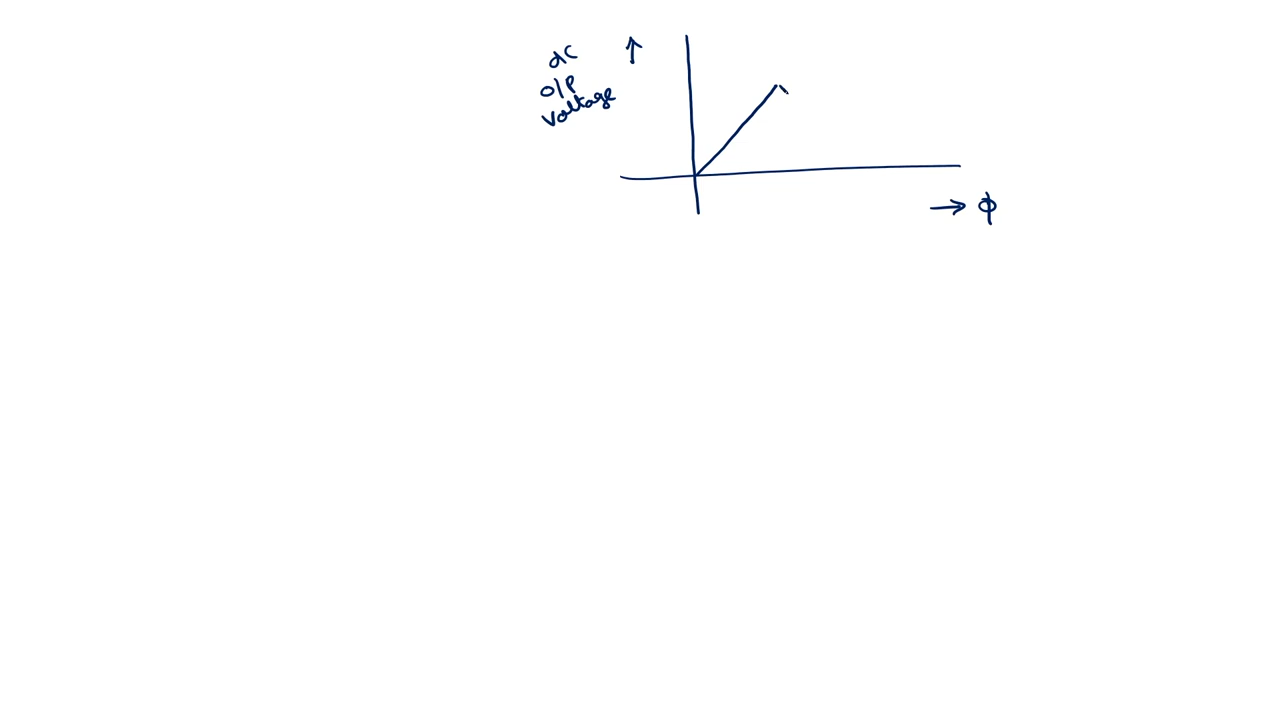 dc ↑
o/p
voltage
→ ϕ